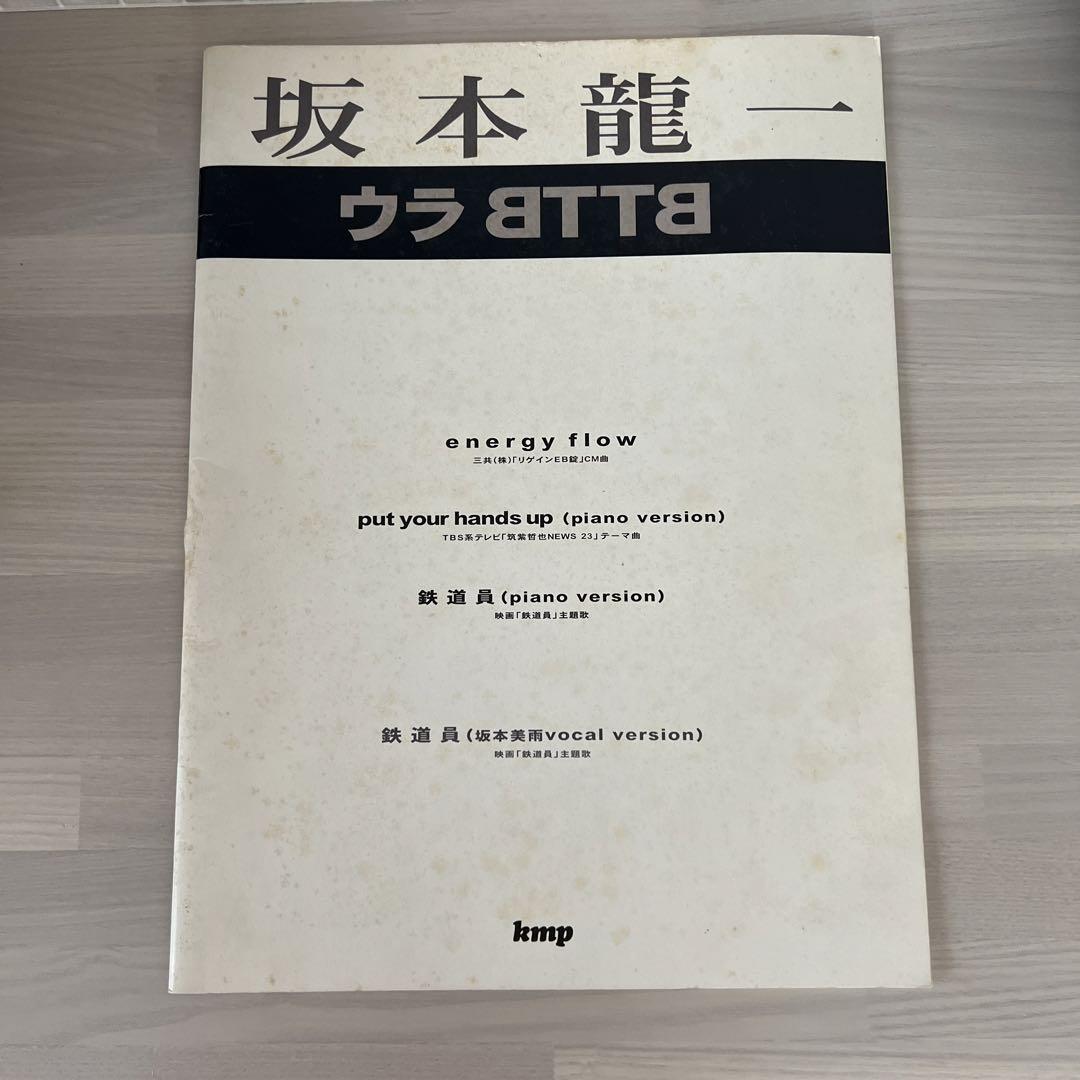 坂本龍一
ウラ BTTB
energy flow
三共(株)「リゲインEB錠」CM曲
put your hands up (piano version)
TBS系テレビ「筑紫哲也NEWS 23」テーマ曲
鉄道員(piano version)
映画「鉄道員」主題歌
鉄道員(坂本美雨vocal version)
映画「鉄道員」主題歌
kmp